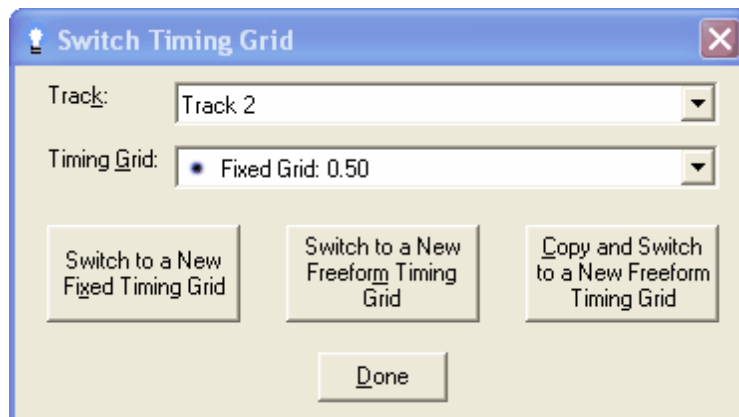 Switch Timing Grid
Track:
Track 2
Timing Grid:
Fixed Grid: 0.50
Switch to a New
Fixed Timing Grid
Switch to a New
Freeform Timing
Grid
Copy and Switch
to a New Freeform
Timing Grid
Done